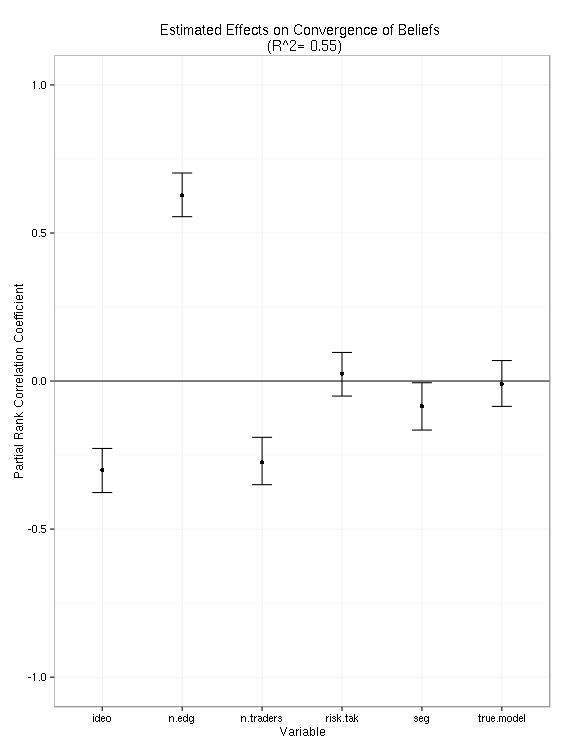 Estimated Effects on Convergence of Beliefs
(R^2= 0.55)
Partial Rank Correlation Coefficient
1.0
0.5
0.0
-0.5
-1.0
ideo n.edg n.traders risk.tak seg true.model
Variable